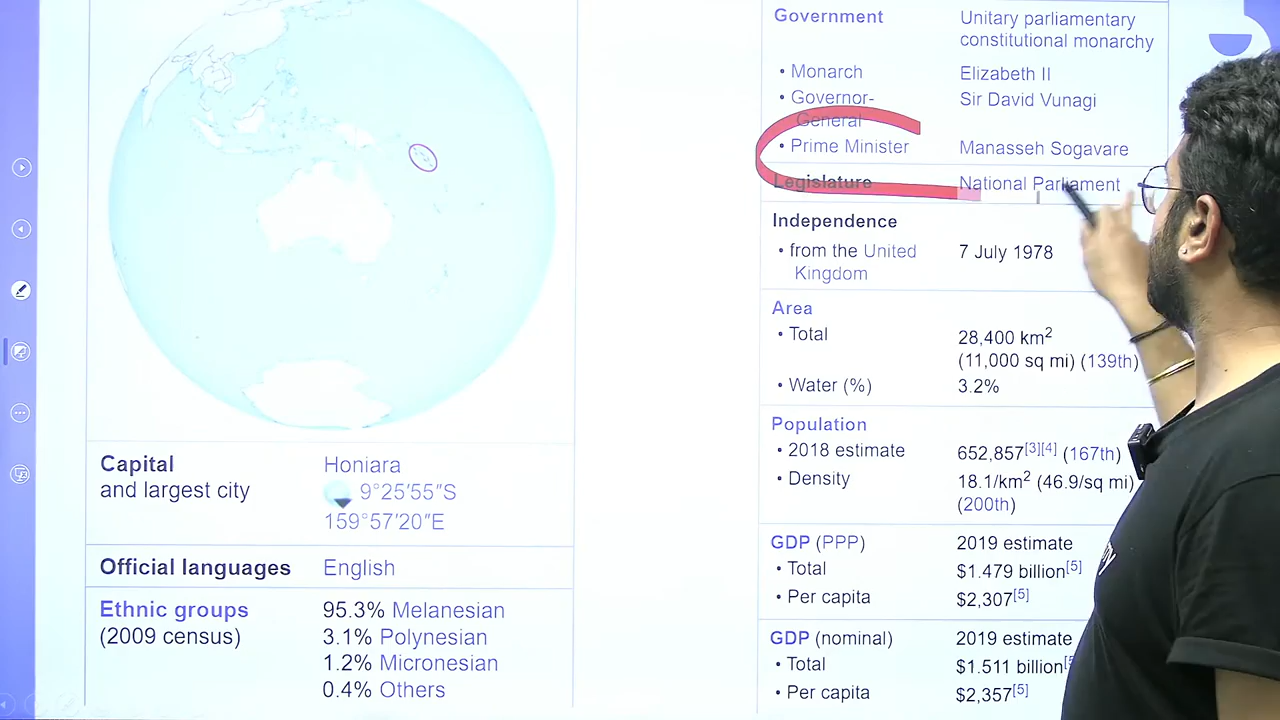 Capital
Honiara
and largest city
9°25′55″S
159°57′20″E
Official languages
English
Ethnic groups
95.3% Melanesian
(2009 census)
3.1% Polynesian
1.2% Micronesian
0.4% Others
Government
Unitary parliamentary
constitutional monarchy
• Monarch
Elizabeth II
• Governor-
General
Sir David Vunagi
• Prime Minister
Manasseh Sogavare
Legislature
National Parliament
Independence
• from the United
Kingdom
7 July 1978
Area
• Total
28,400 km²
(11,000 sq mi) (139th)
• Water (%)
3.2%
Population
• 2018 estimate
652,857[3][4] (167th)
• Density
18.1/km² (46.9/sq mi)
(200th)
GDP (PPP)
2019 estimate
• Total
$1.479 billion[5]
• Per capita
$2,307[5]
GDP (nominal)
2019 estimate
• Total
$1.511 billion[5
• Per capita
$2,357[5]